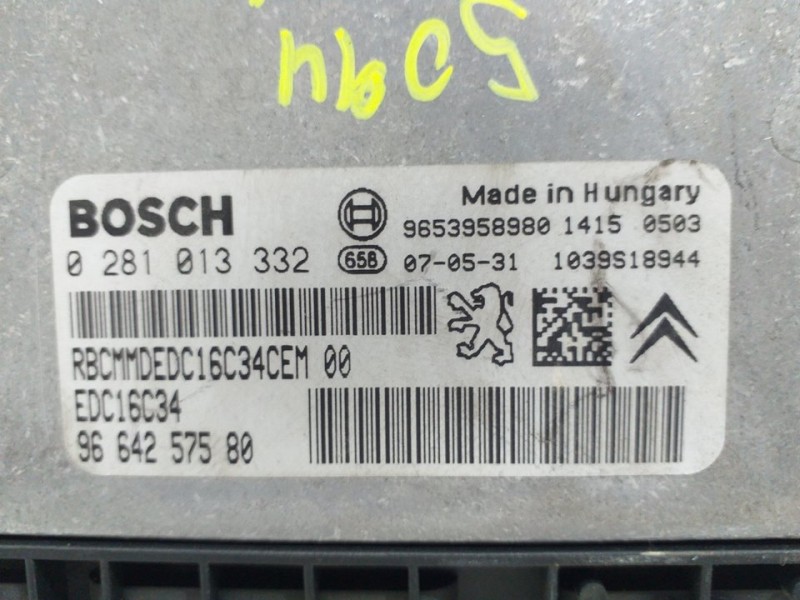 5094
BOSCH
Made in Hungary
9653958980 1415 0503
0 281 013 332 658 07-05-31 1039S18944
RBCMMDEDC16C34CEM 00
EDC16C34
96 642 575 80